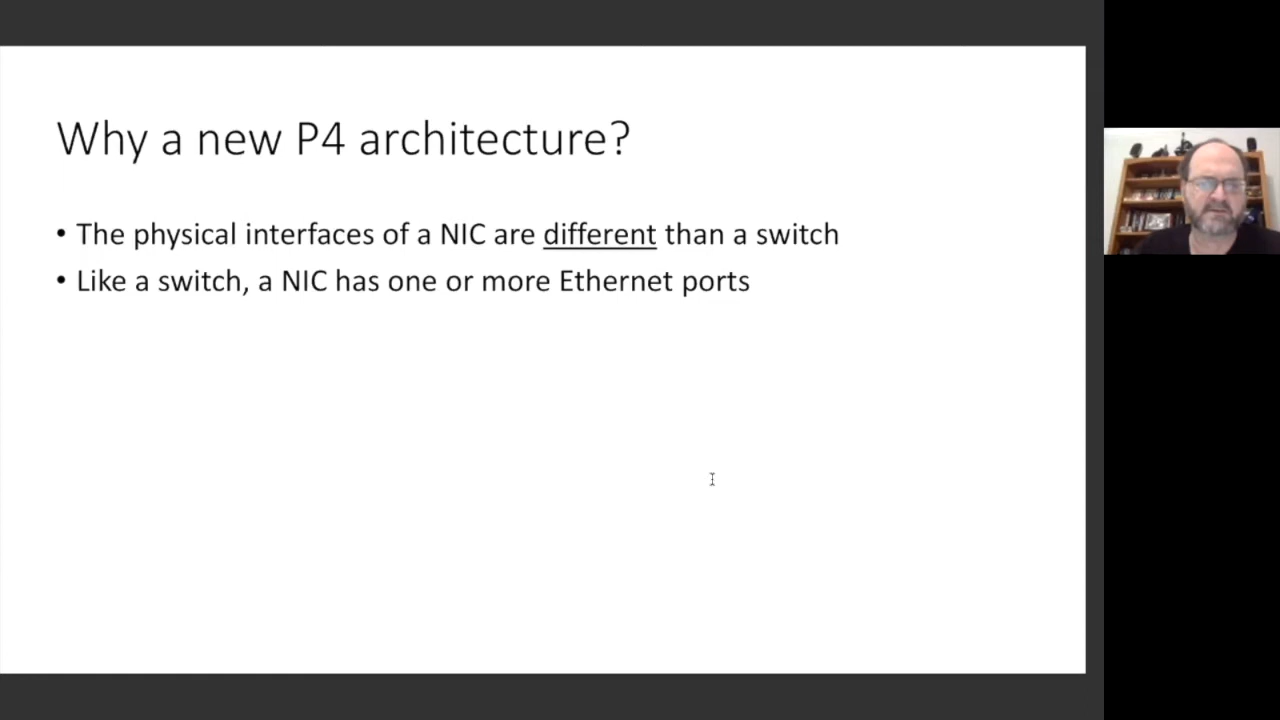 Why a new P4 architecture?
• The physical interfaces of a NIC are different than a switch
• Like a switch, a NIC has one or more Ethernet ports